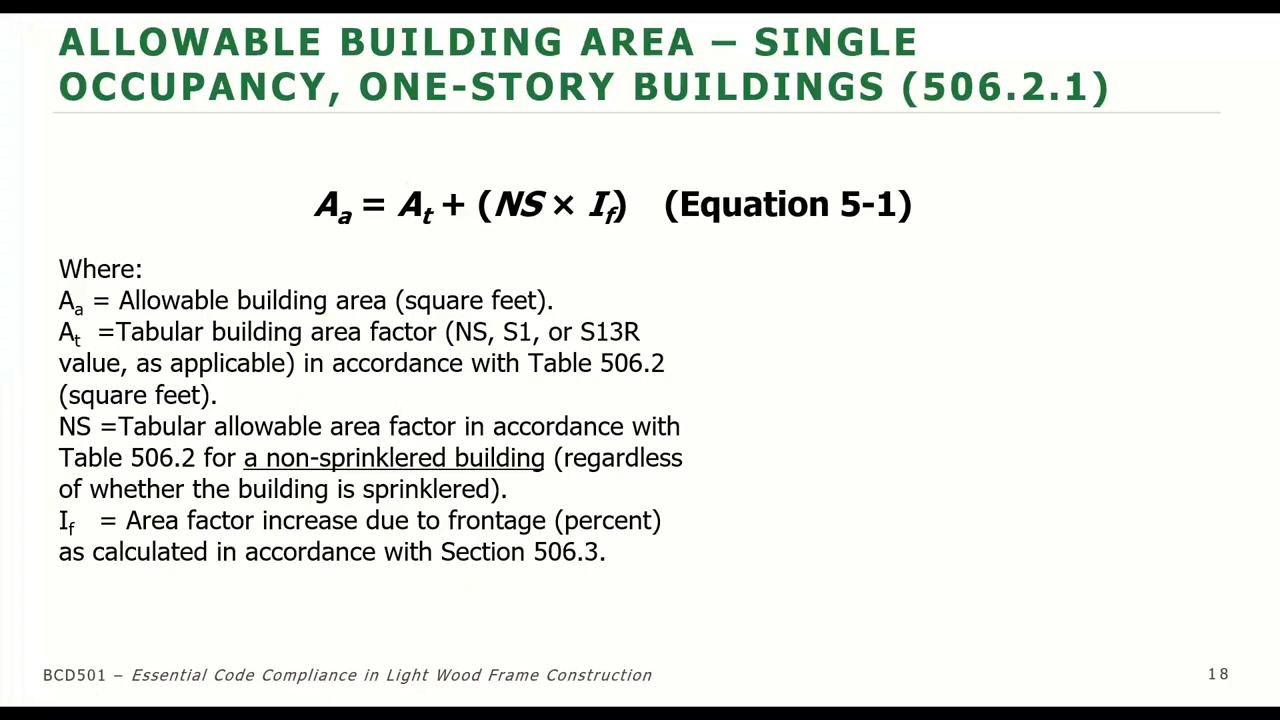 ALLOWABLE BUILDING AREA – SINGLE
OCCUPANCY, ONE-STORY BUILDINGS (506.2.1)
Aa = At + (NS × If) (Equation 5-1)
Where:
Aa = Allowable building area (square feet).
At =Tabular building area factor (NS, S1, or S13R
value, as applicable) in accordance with Table 506.2
(square feet).
NS =Tabular allowable area factor in accordance with
Table 506.2 for a non-sprinklered building (regardless
of whether the building is sprinklered).
If = Area factor increase due to frontage (percent)
as calculated in accordance with Section 506.3.
BCD501 – Essential Code Compliance in Light Wood Frame Construction
18